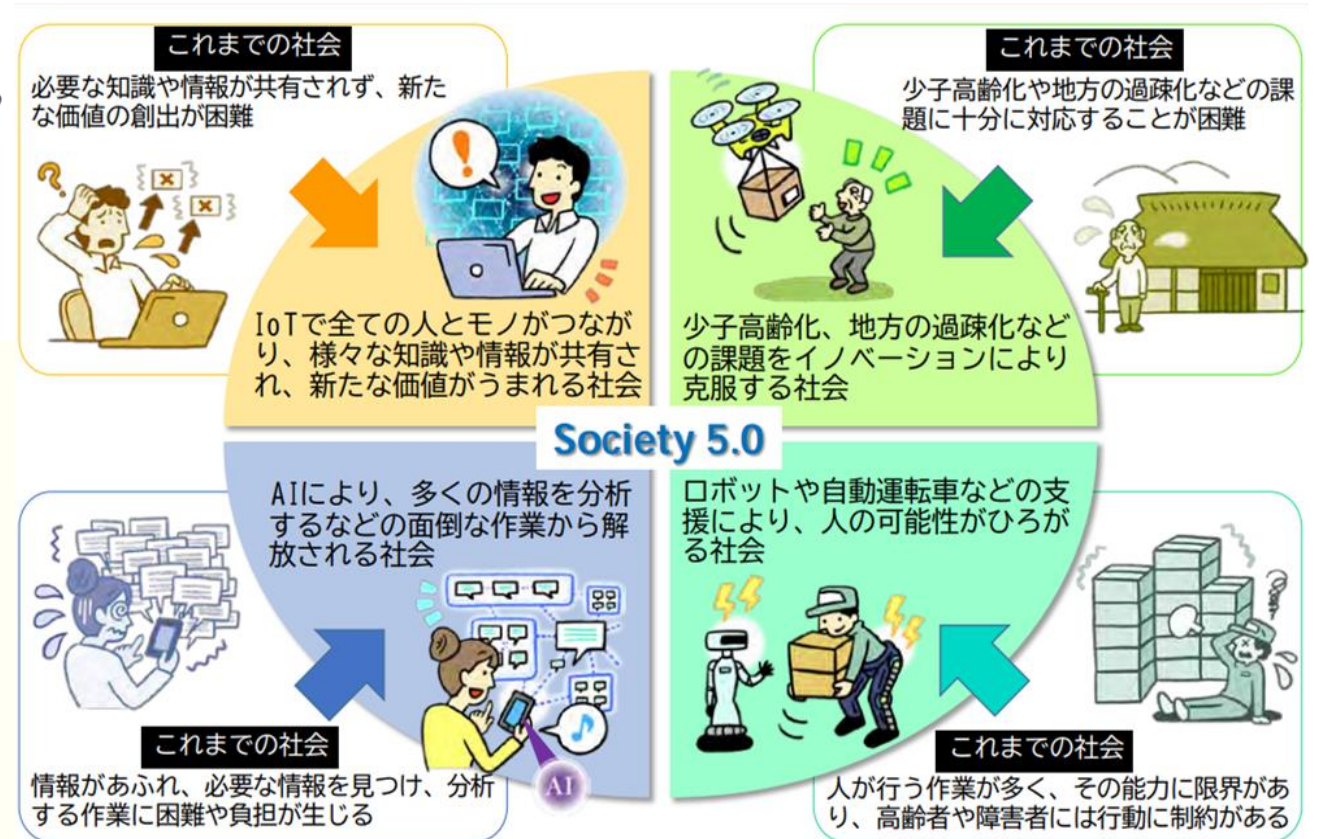 これまでの社会
必要な知識や情報が共有されず、新た
な価値の創出が困難
IoTで全ての人とモノがつなが
り、様々な知識や情報が共有さ
れ、新たな価値がうまれる社会
これまでの社会
少子高齢化や地方の過疎化などの課
題に十分に対応することが困難
少子高齢化、地方の過疎化など
の課題をイノベーションにより
克服する社会
Society 5.0
AIにより、多くの情報を分析
するなどの面倒な作業から解
放される社会
AI
これまでの社会
情報があふれ、必要な情報を見つけ、分析
する作業に困難や負担が生じる
ロボットや自動運転車などの支
援により、人の可能性がひろが
る社会
これまでの社会
人が行う作業が多く、その能力に限界があ
り、高齢者や障害者には行動に制約がある